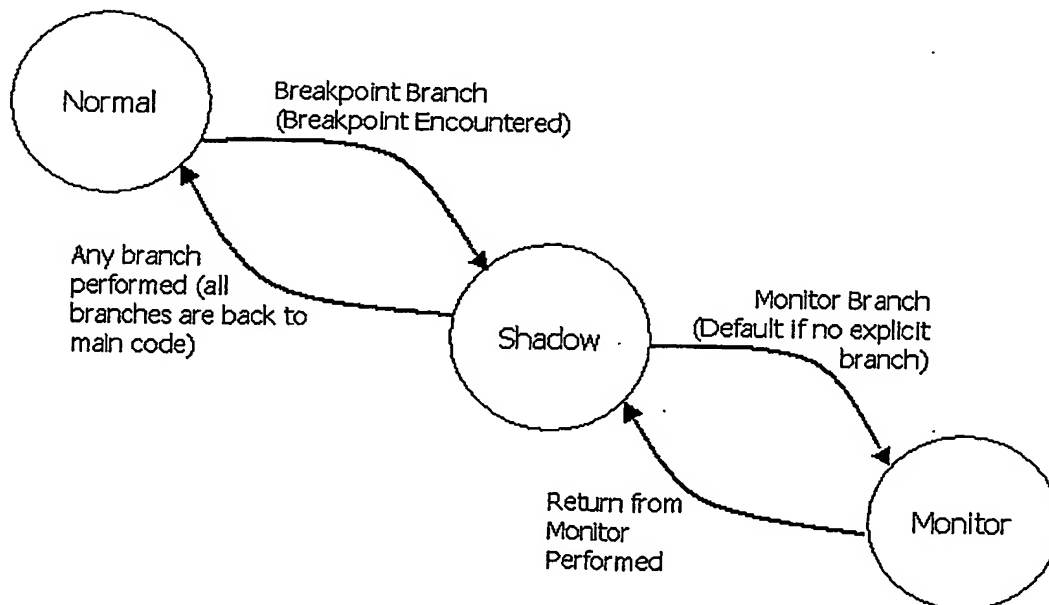 Normal
Breakpoint Branch
(Breakpoint Encountered)
Any branch
performed (all
branches are back to
main code)
Shadow
Monitor Branch
(Default if no explicit
branch)
Return from
Monitor
Performed
Monitor